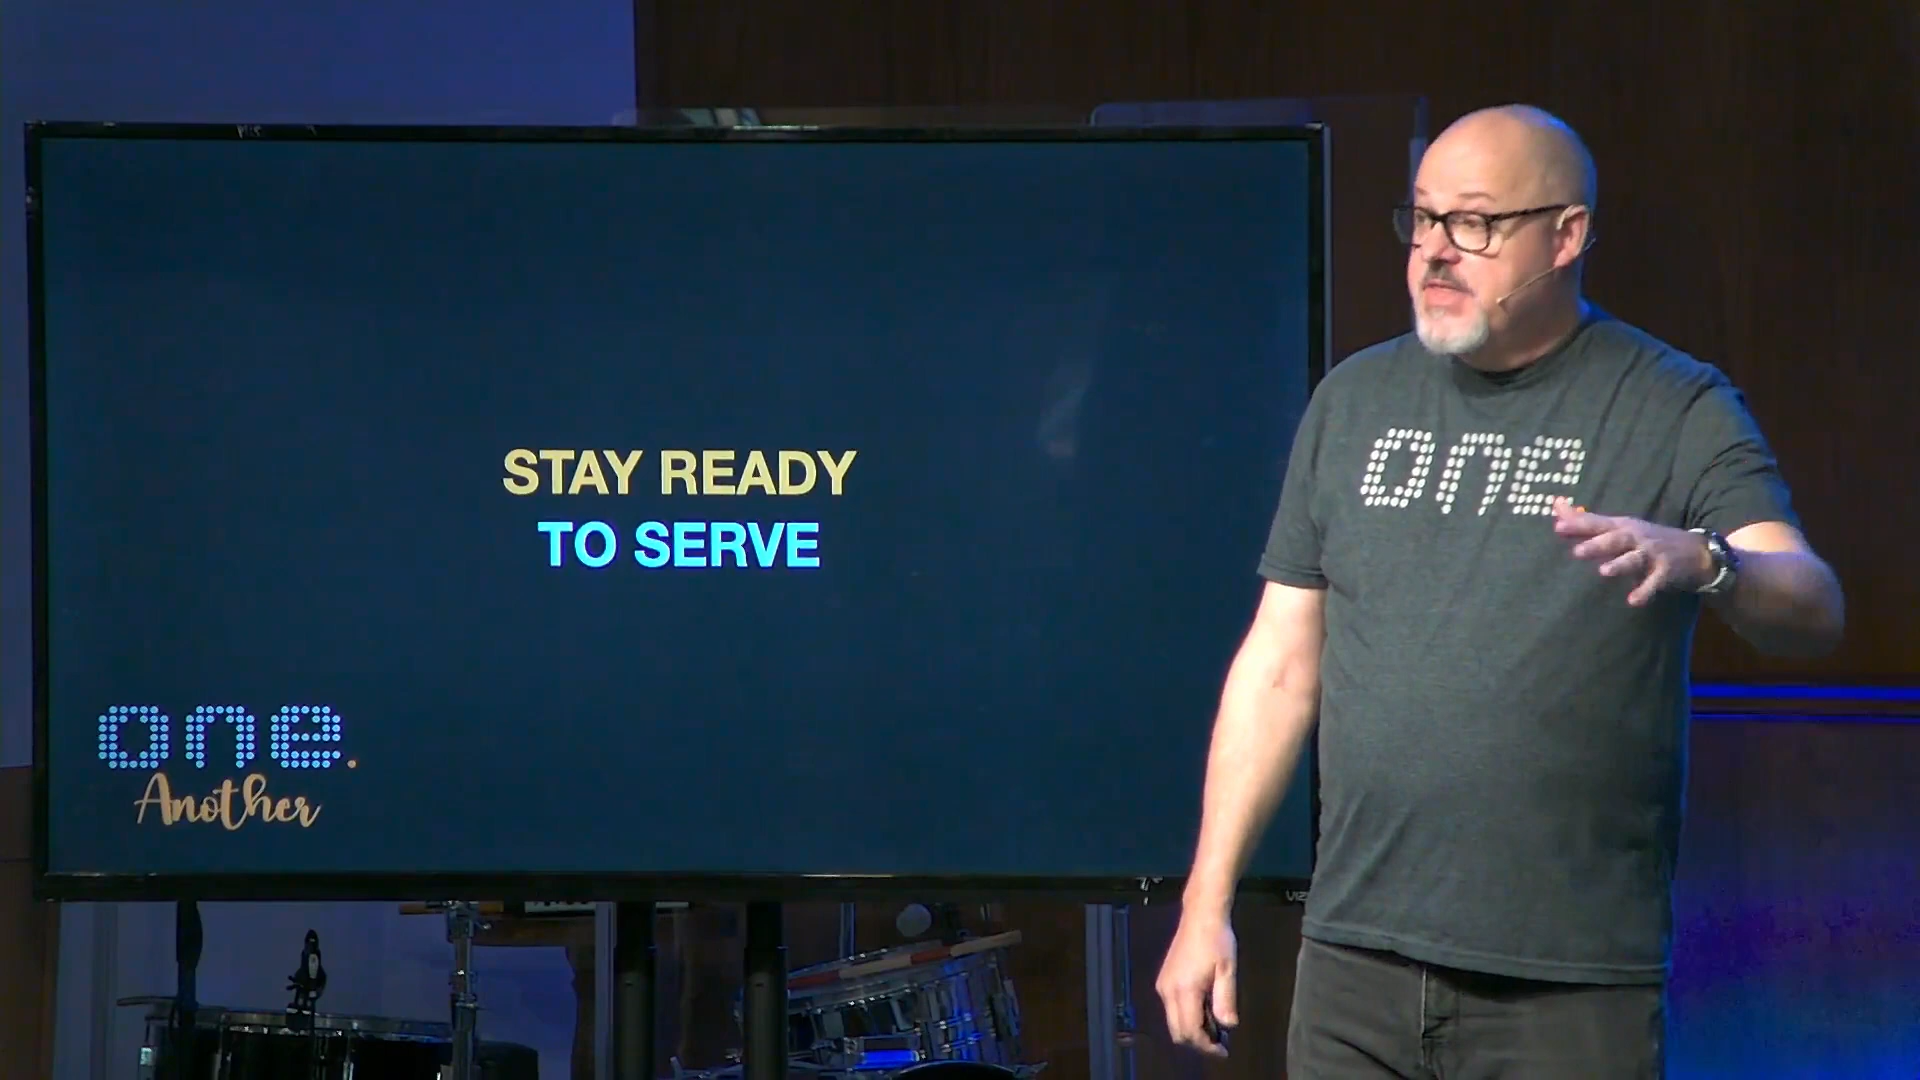 STAY READY
TO SERVE
one.
Another
one.